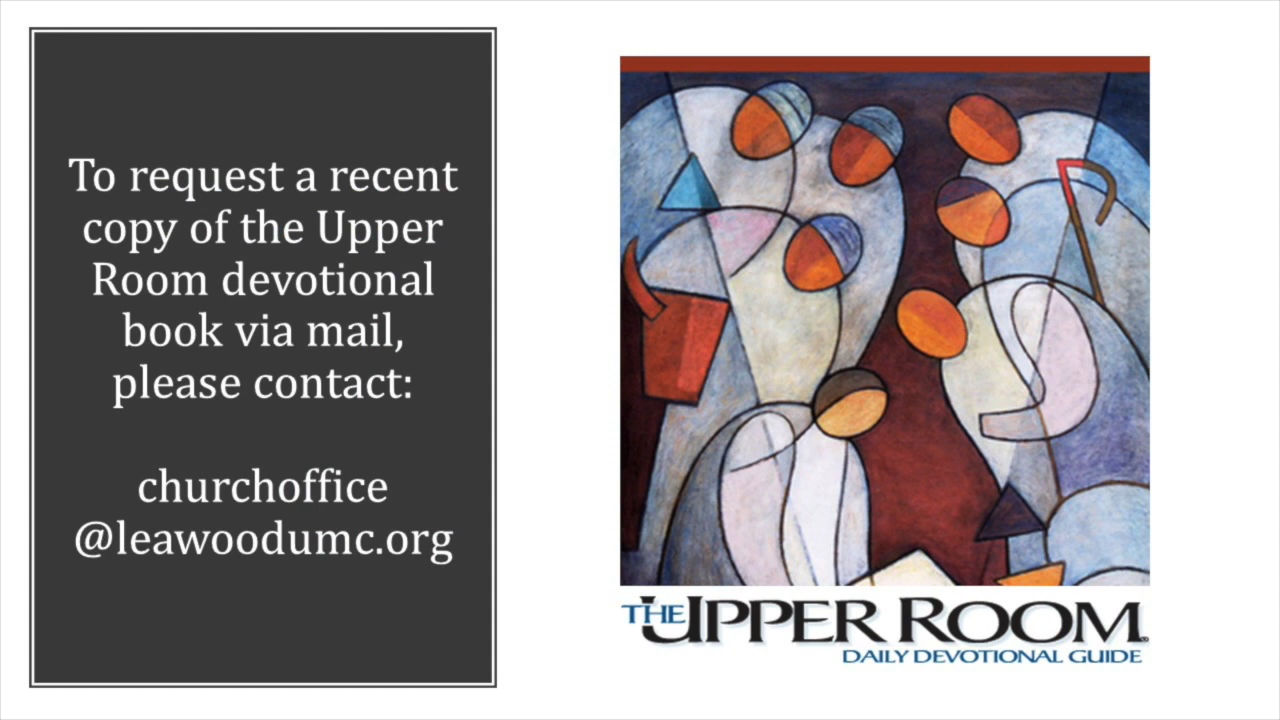 To request a recent
copy of the Upper
Room devotional
book via mail,
please contact:
churchoffice
@leawoodumc.org
THE UPPER ROOM
DAILY DEVOTIONAL GUIDE